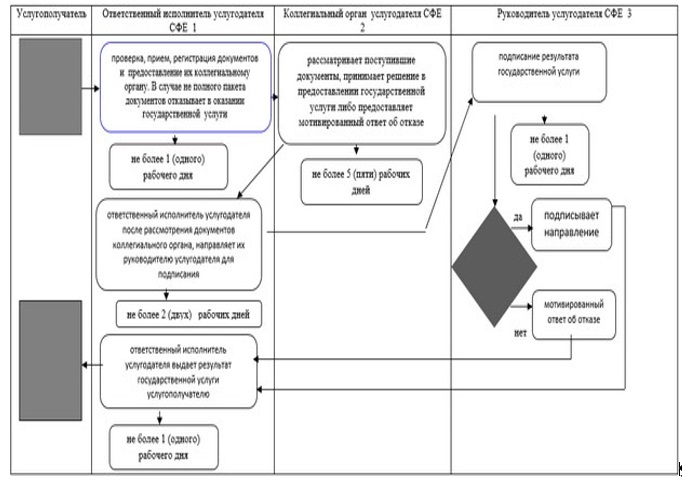 Услугополучатель
Ответственный исполнитель услугодателя
СФЕ 1
Коллегиальный орган услугодателя СФЕ
2
Руководитель услугодателя СФЕ 3
проверка, прием, регистрация документов
и предоставление их коллегиальному
органу. В случае не полного пакета
документов отказывает в оказании
государственной услуги
рассматривает поступившие
документы, принимает решение в
предоставлении государственной
услуги либо предоставляет
мотивированный ответ об отказе
подписание результата
государственной услуги
не более 1 (одного)
рабочего дня
не более 5 (пяти) рабочих
дней
не более 1
(одного)
рабочего дня
ответственный исполнитель услугодателя
после рассмотрения документов
коллегиального органа, направляет их
руководителю услугодателя для
подписания
да
подписывает
направление
не более 2 (двух) рабочих дней
мотивированный
ответ об отказе
нет
ответственный исполнитель
услугодателя выдает результат
государственной услуги
услугополучателю
не более 1 (одного)
рабочего дня